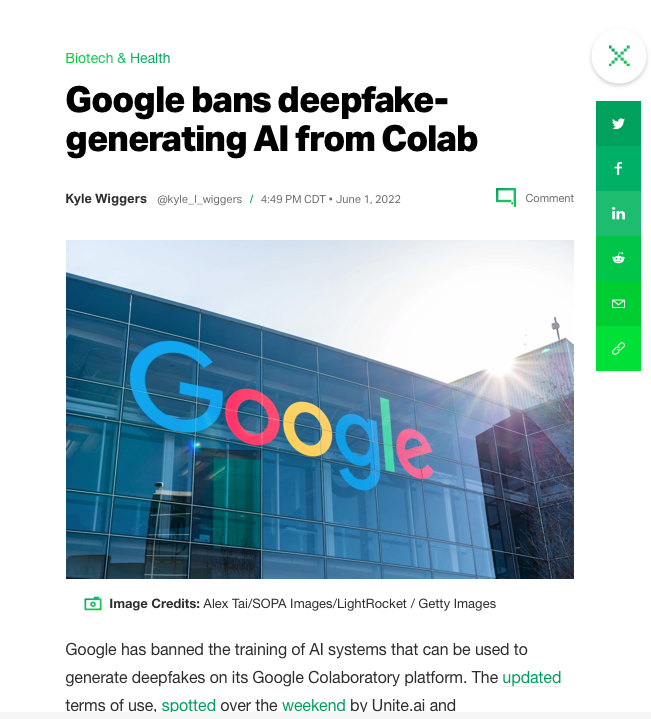 Biotech & Health
Google bans deepfake-
generating AI from Colab
Kyle Wiggers @kyle_l_wiggers / 4:49 PM CDT • June 1, 2022
Comment
in
Google
Image Credits: Alex Tai/SOPA Images/LightRocket / Getty Images
Google has banned the training of AI systems that can be used to
generate deepfakes on its Google Colaboratory platform. The updated
terms of use, spotted over the weekend by Unite.ai and